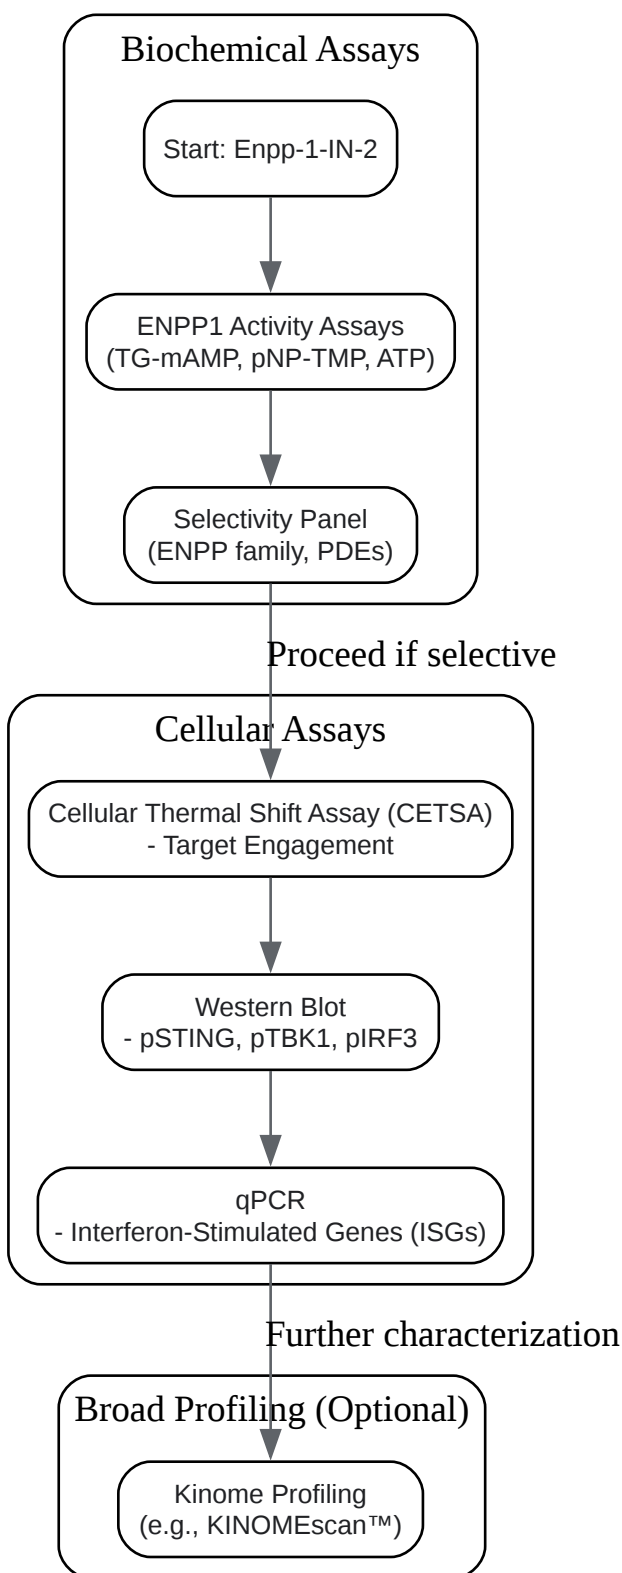 Biochemical Assays
Start: Enpp-1-IN-2
ENPP1 Activity Assays
(TG-mAMP, pNP-TMP, ATP)
Selectivity Panel
(ENPP family, PDEs)
Proceed if selective
Cellular Assays
Cellular Thermal Shift Assay (CETSA)
- Target Engagement
Western Blot
- pSTING, pTBK1, pIRF3
qPCR
- Interferon-Stimulated Genes (ISGs)
Further characterization
Broad Profiling (Optional)
Kinome Profiling
(e.g., KINOMEscan™)